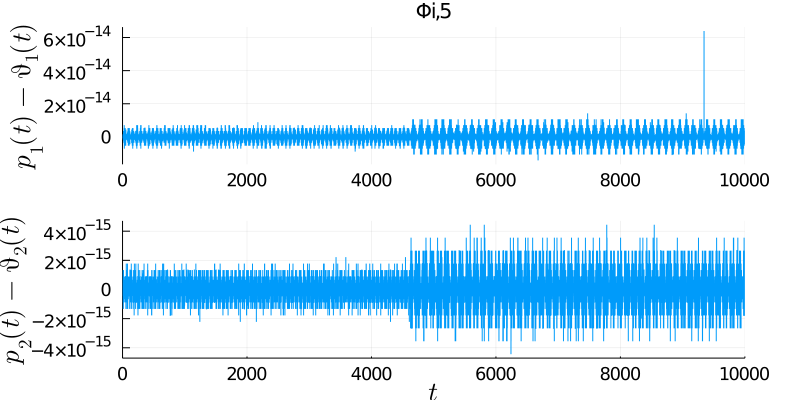 Φi,5
p₁(t) − ϑ₁(t)
6×10⁻¹⁴
4×10⁻¹⁴
2×10⁻¹⁴
0
0 2000 4000 6000 8000 10000
p₂(t) − ϑ₂(t)
4×10⁻¹⁵
2×10⁻¹⁵
0
−2×10⁻¹⁵
−4×10⁻¹⁵
0 2000 4000 6000 8000 10000
t